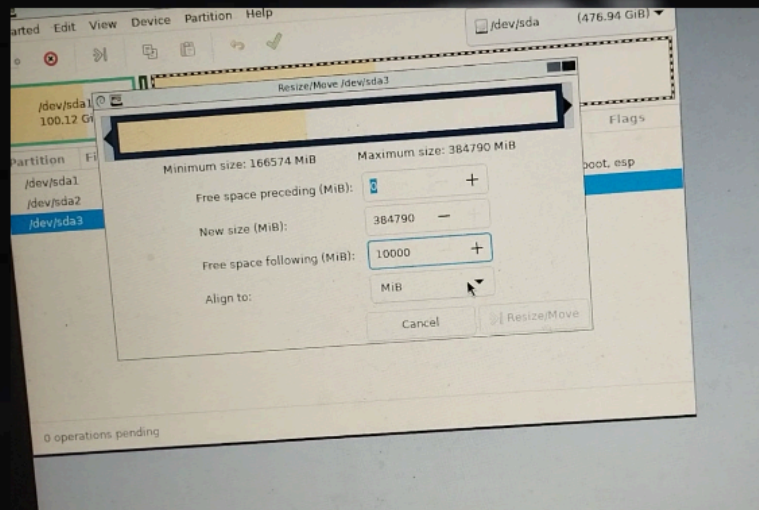 arted Edit View Device Partition Help
/dev/sda (476.94 GiB)
/dev/sda1
100.12 Gi
Resize/Move /dev/sda3
Minimum size: 166574 MiB Maximum size: 384790 MiB
Partition Fi Flags
/dev/sda1
/dev/sda2 boot, esp
/dev/sda3
Free space preceding (MiB): 0 +
New size (MiB): 384790 −
Free space following (MiB): 10000 +
Align to: MiB
Cancel Resize/Move
0 operations pending